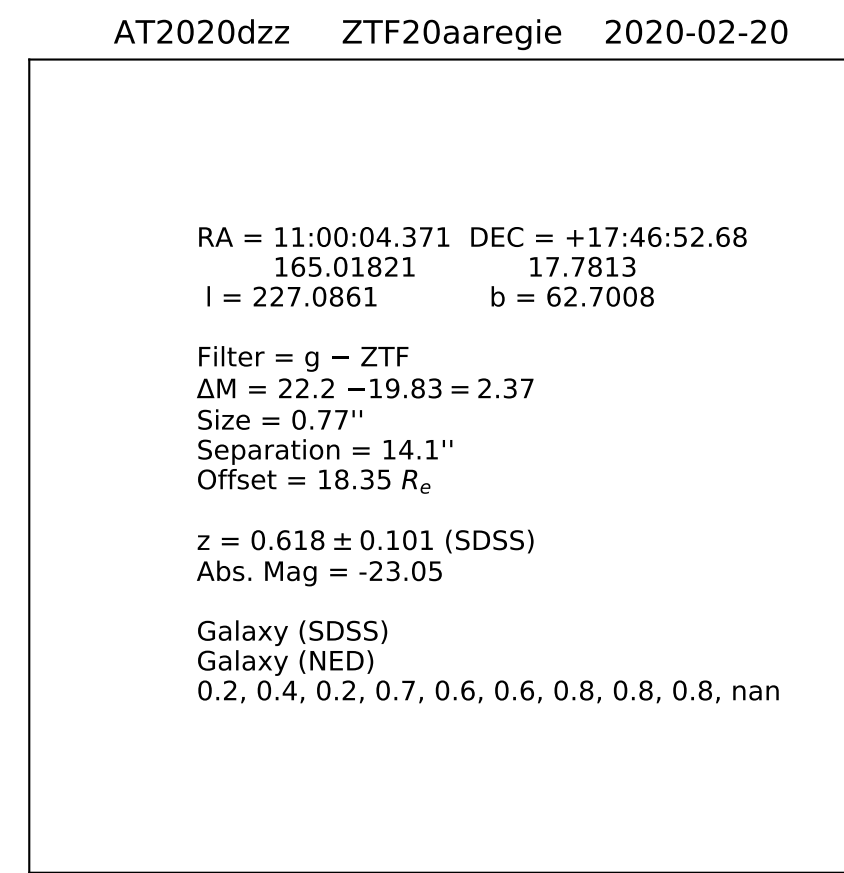 AT2020dzz ZTF20aaregie 2020-02-20
RA = 11:00:04.371 DEC = +17:46:52.68
165.01821 17.7813
l = 227.0861 b = 62.7008
Filter = g − ZTF
ΔM = 22.2 −19.83 = 2.37
Size = 0.77''
Separation = 14.1''
Offset = 18.35 Rₑ
z = 0.618 ± 0.101 (SDSS)
Abs. Mag = -23.05
Galaxy (SDSS)
Galaxy (NED)
0.2, 0.4, 0.2, 0.7, 0.6, 0.6, 0.8, 0.8, 0.8, nan